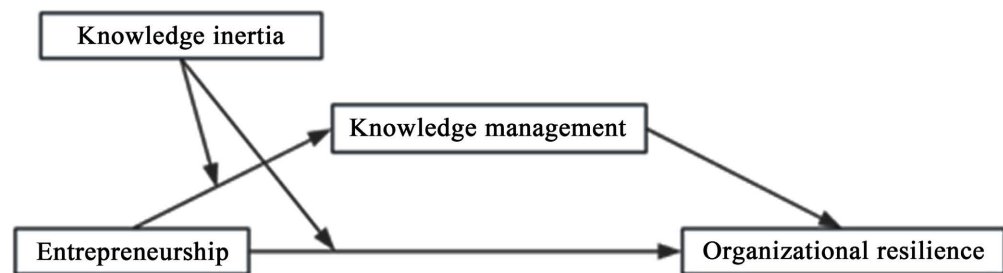 Knowledge inertia
Knowledge management
Entrepreneurship
Organizational resilience